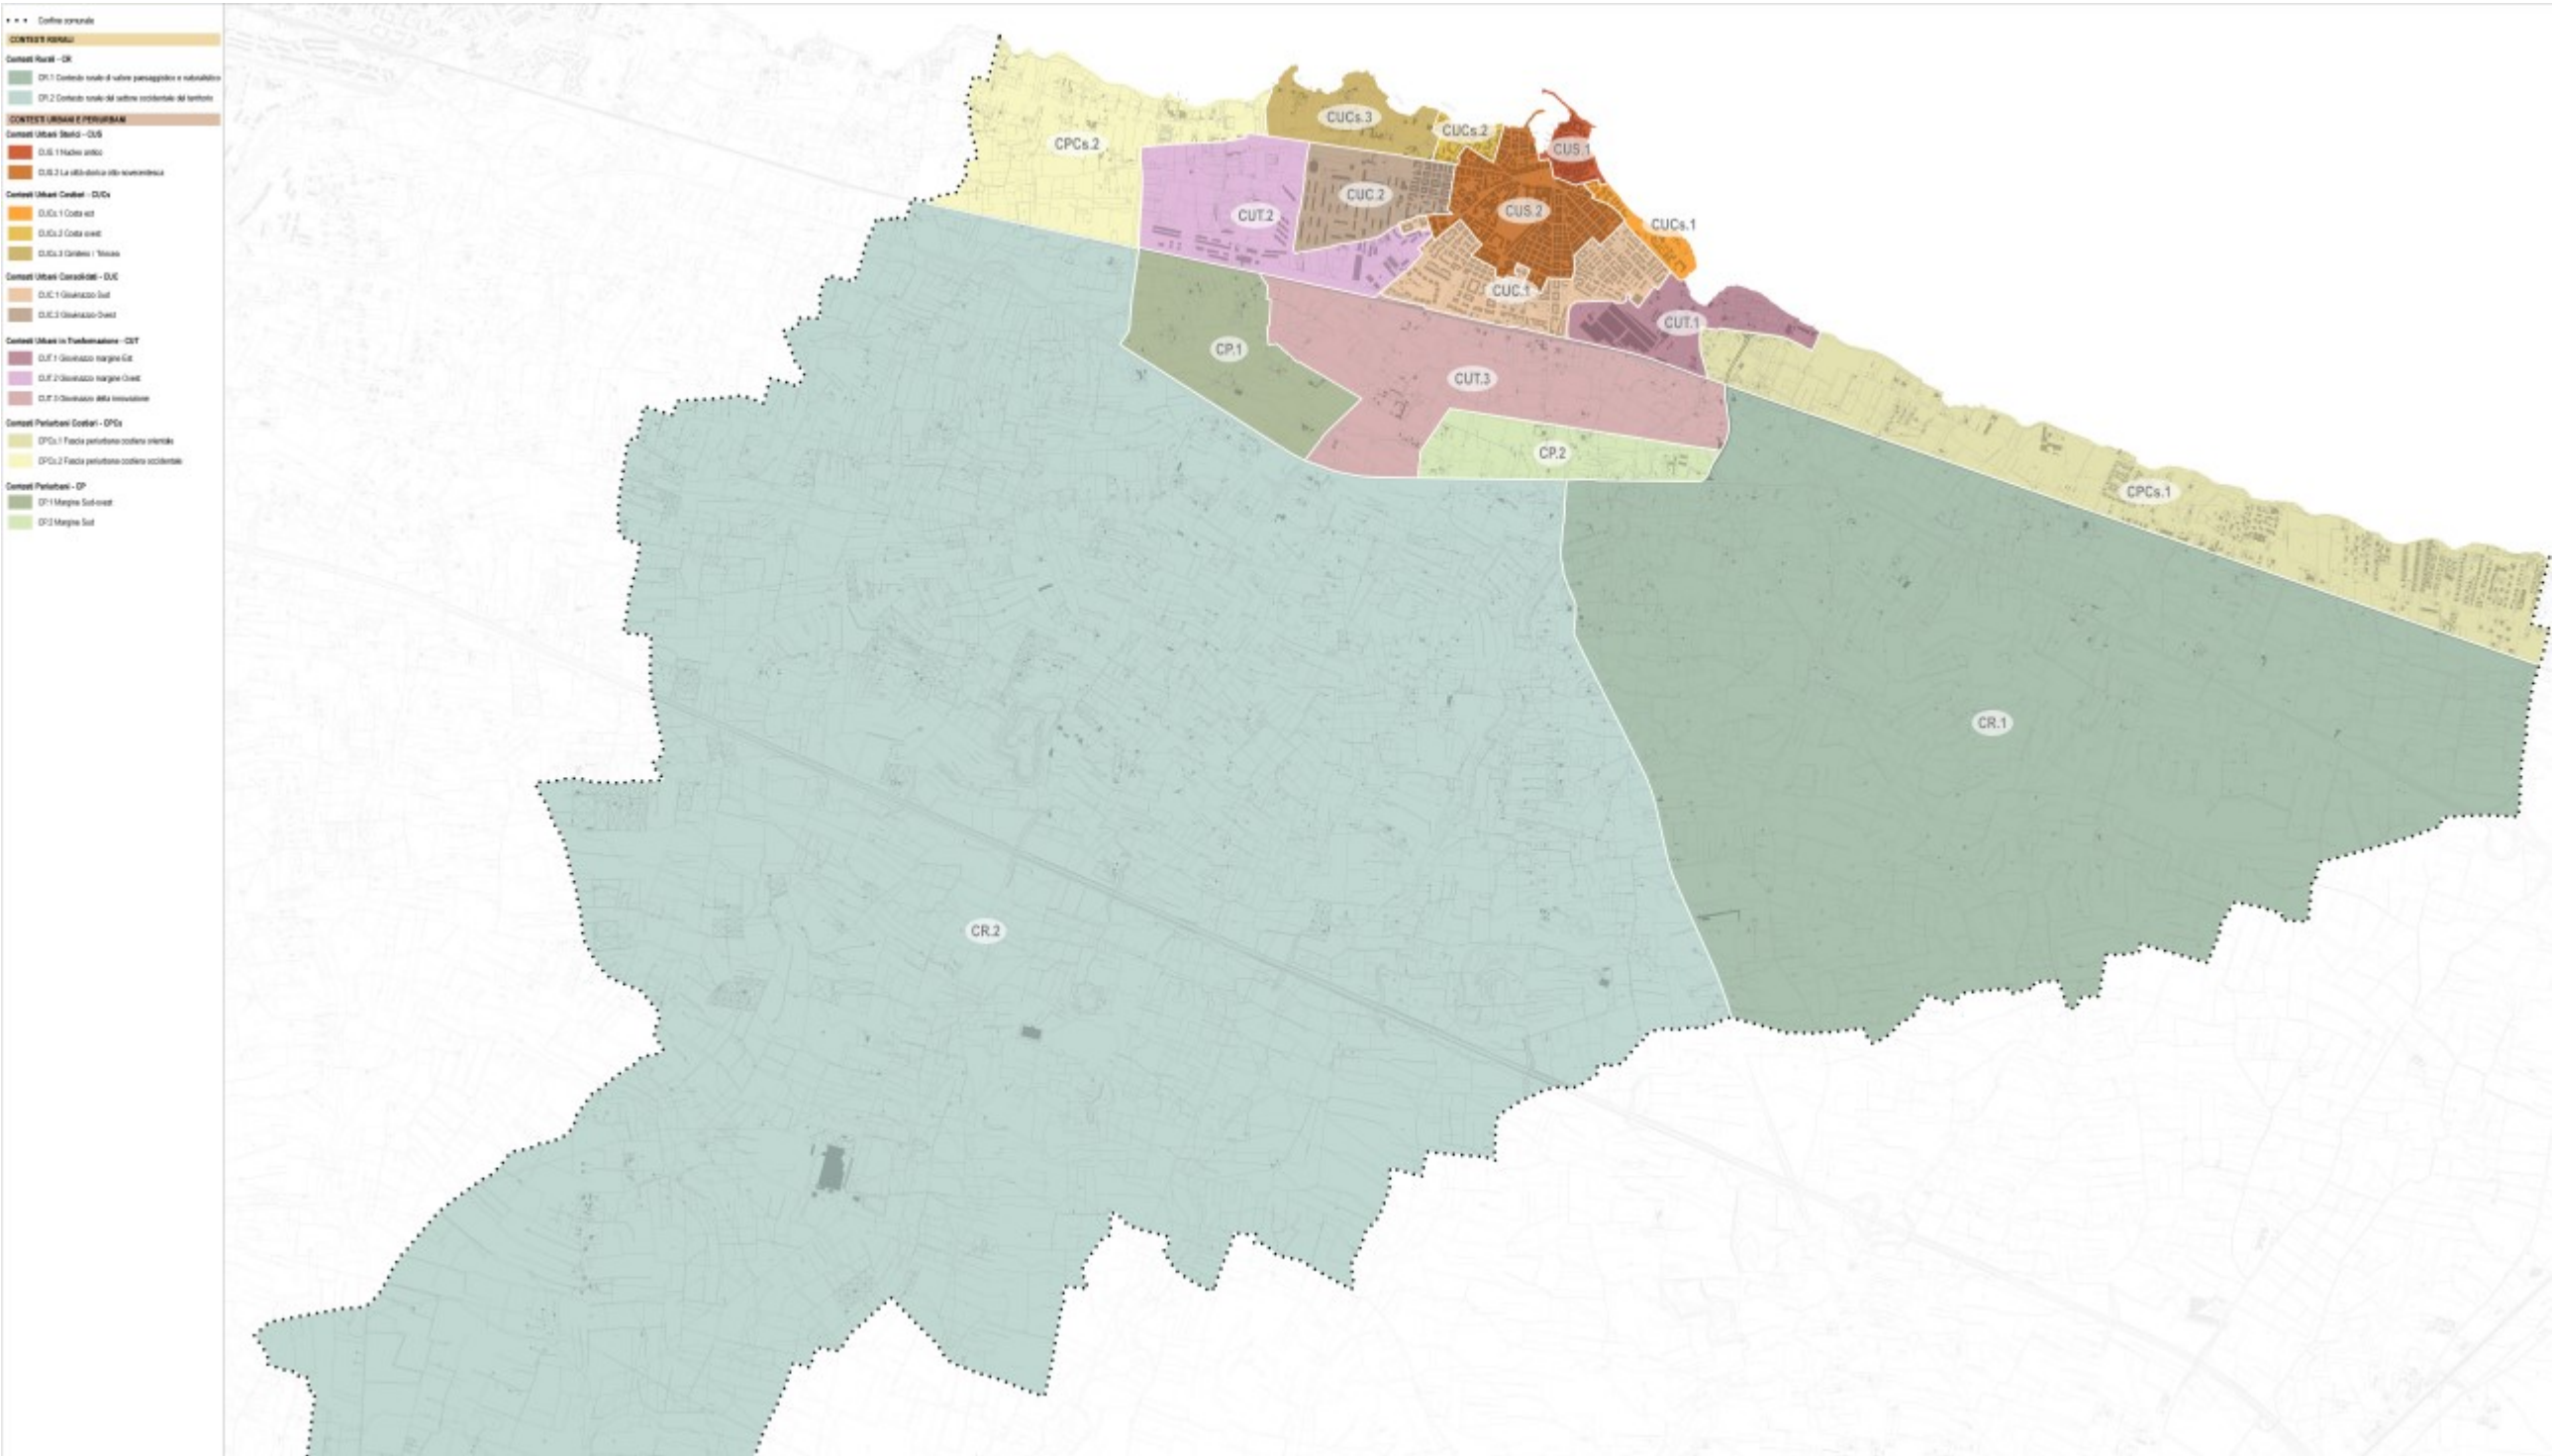 Confine comunale
CONTESTI RURALI
Contesti Rurali - CR
CR.1 Contesto rurale di valore paesaggistico e naturalistico
CR.2 Contesto rurale del settore occidentale del territorio
CONTESTI URBANI E PERIURBANI
Contesti Urbani Storici - CUS
CUS.1 Nucleo antico
CUS.2 La città storica otto novecentesca
Contesti Urbani Costieri - CUCs
CUCs.1 Costa est
CUCs.2 Costa ovest
CUCs.3
Contesti Urbani Consolidati - CUC
CUC.1 Giovinazzo Sud
CUC.2 Giovinazzo Ovest
Contesti Urbani in Trasformazione - CUT
CUT.1 Giovinazzo margine Est
CUT.2 Giovinazzo margine Ovest
CUT.3 Giovinazzo della innovazione
Contesti Periurbani Costieri - CPCs
CPCs.1 Fascia periurbana costiera orientale
CPCs.2 Fascia periurbana costiera occidentale
Contesti Periurbani - CP
CP.1 Margine Sud-ovest
CP.2 Margine Sud
CUCs.3
CUCs.2
CPCs.2
CUS.1
CUC.2
CUT.2
CUS.2
CUCs.1
CUC.1
CUT.1
CP.1
CUT.3
CP.2
CPCs.1
CR.1
CR.2